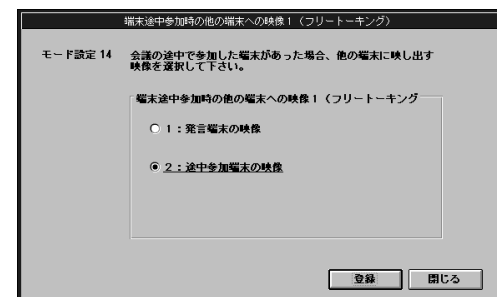 端末途中参加時の他の端末への映像1（フリートーキング）
モード設定 14 会議の途中で参加した端末があった場合、他の端末に映し出す
映像を選択して下さい。
端末途中参加時の他の端末への映像1（フリートーキング
1：発言端末の映像
2：途中参加端末の映像
登録 閉じる